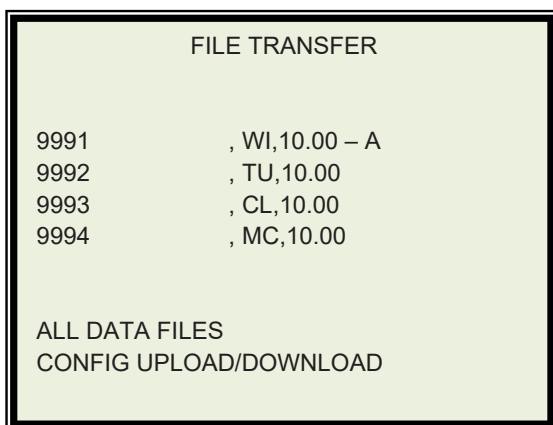 FILE TRANSFER
9991 , WI,10.00 – A
9992 , TU,10.00
9993 , CL,10.00
9994 , MC,10.00
ALL DATA FILES
CONFIG UPLOAD/DOWNLOAD